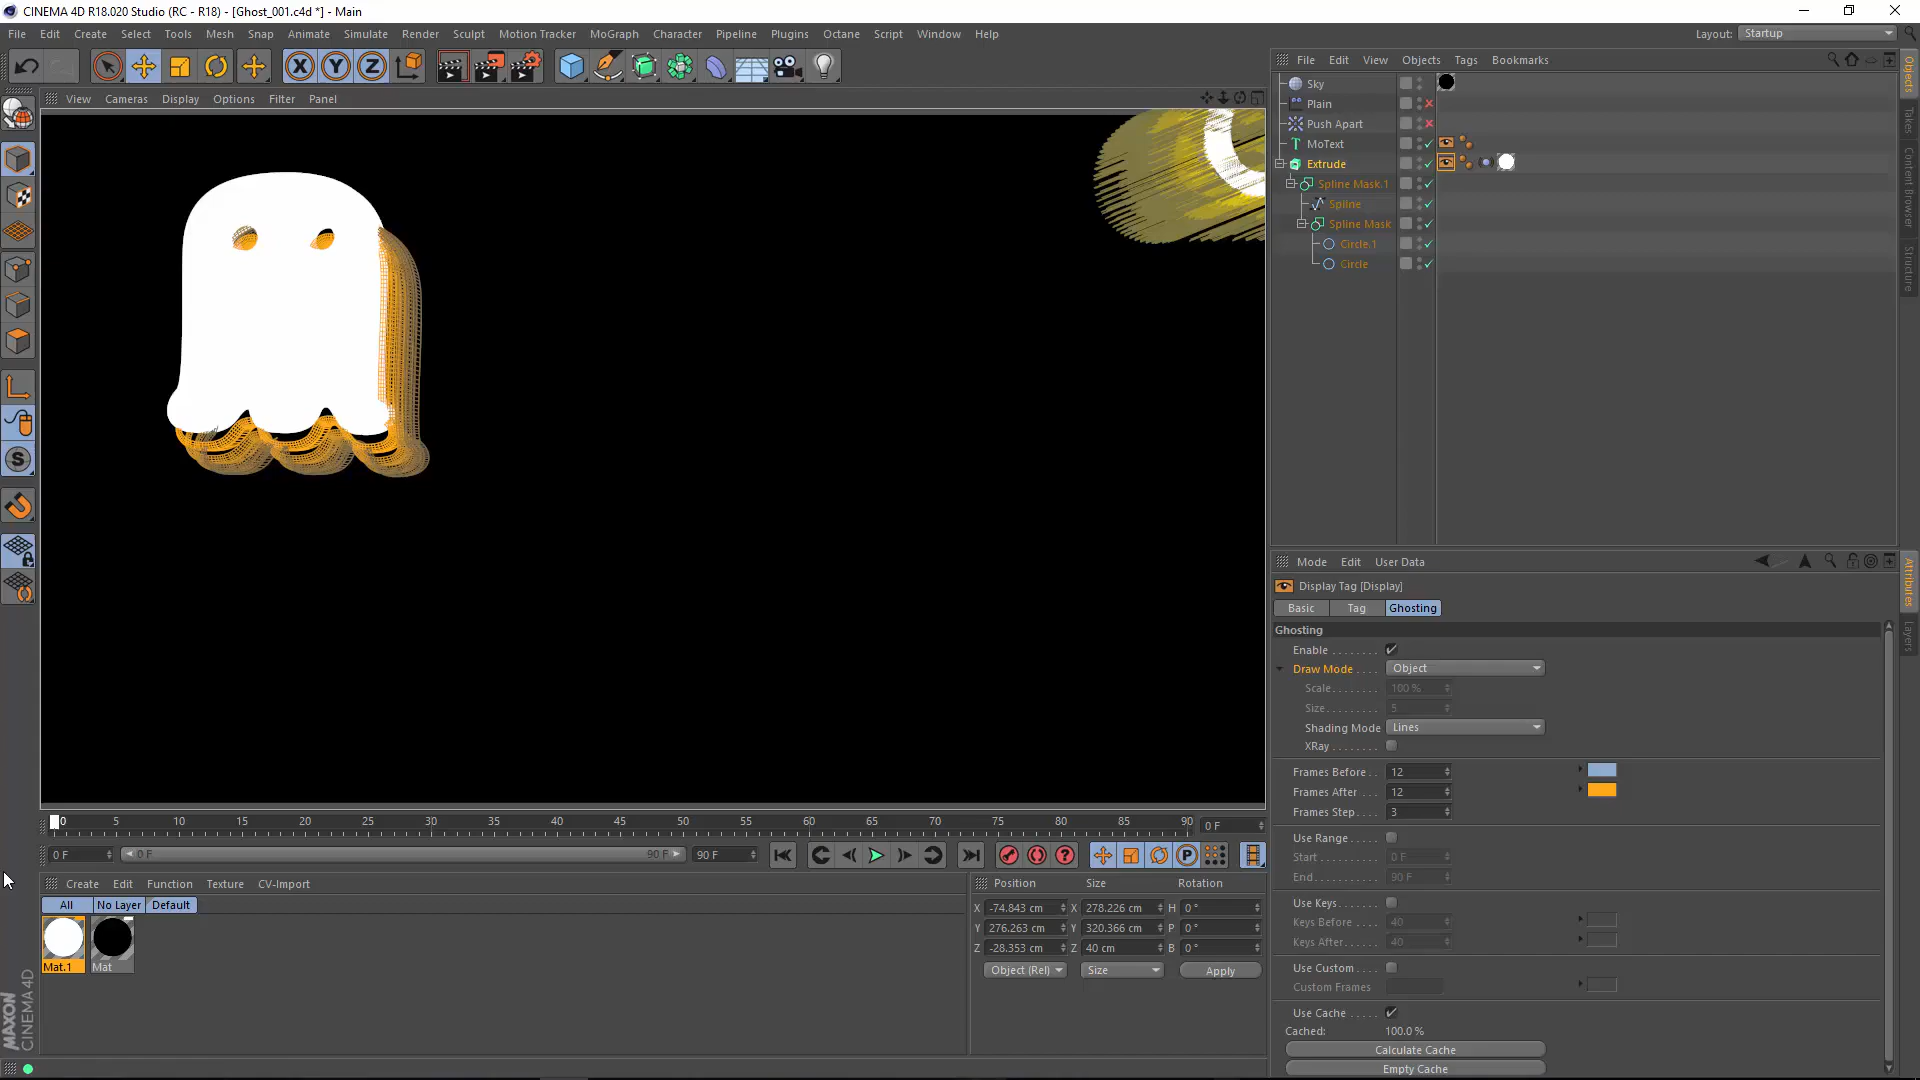 CINEMA 4D R18.020 Studio (RC - R18) - [Ghost_001.c4d *] - Main
File Edit Create Select Tools Mesh Snap Animate Simulate Render Sculpt Motion Tracker MoGraph Character Pipeline Plugins Octane Script Window Help
Layout: Startup
X Y Z
File Edit View Objects Tags Bookmarks
View Cameras Display Options Filter Panel
Sky
Plain
Push Apart
MoText
Extrude
Spline Mask.1
Spline
Spline Mask
Circle.1
Circle
Objects
Takes
Content Browser
Structure
Mode Edit User Data
Display Tag [Display]
Basic Tag Ghosting
Ghosting
Enable
Draw Mode Object
Scale 100 %
Size 5
Shading Mode Lines
XRay
Frames Before 12
Frames After 12
Frames Step 3
Use Range
Start 0 F
End 90 F
Use Keys
Keys Before 40
Keys After 40
Use Custom
Custom Frames
Use Cache
Cached: 100.0 %
Calculate Cache
Empty Cache
Attributes
Layers
0 5 10 15 20 25 30 35 40 45 50 55 60 65 70 75 80 85 90 0 F
0 F 0 F 90 F 90 F
Create Edit Function Texture CV-Import
All No Layer Default
Mat.1 Mat
Position Size Rotation
X -74.843 cm X 278.226 cm H 0 °
Y 276.263 cm Y 320.366 cm P 0 °
Z -28.353 cm Z 40 cm B 0 °
Object (Rel) Size Apply
MAXON
CINEMA 4D